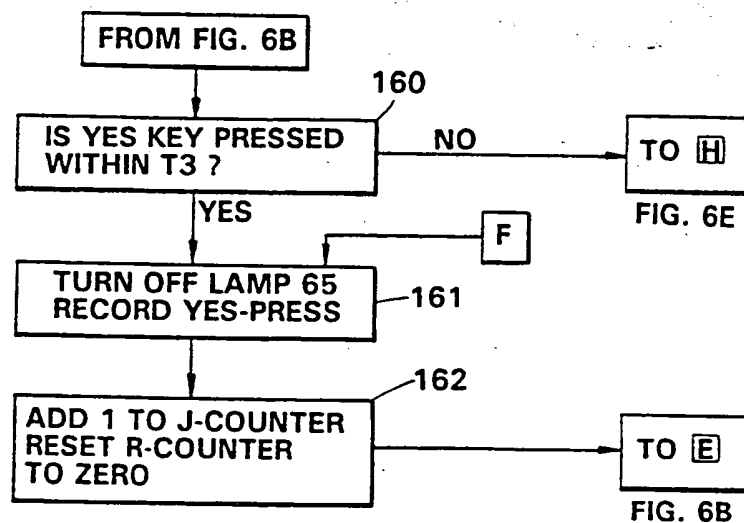 FROM FIG. 6B
160
IS YES KEY PRESSED
WITHIN T3 ?
NO
TO H
FIG. 6E
YES
F
TURN OFF LAMP 65
RECORD YES-PRESS
161
162
ADD 1 TO J-COUNTER
RESET R-COUNTER
TO ZERO
TO E
FIG. 6B